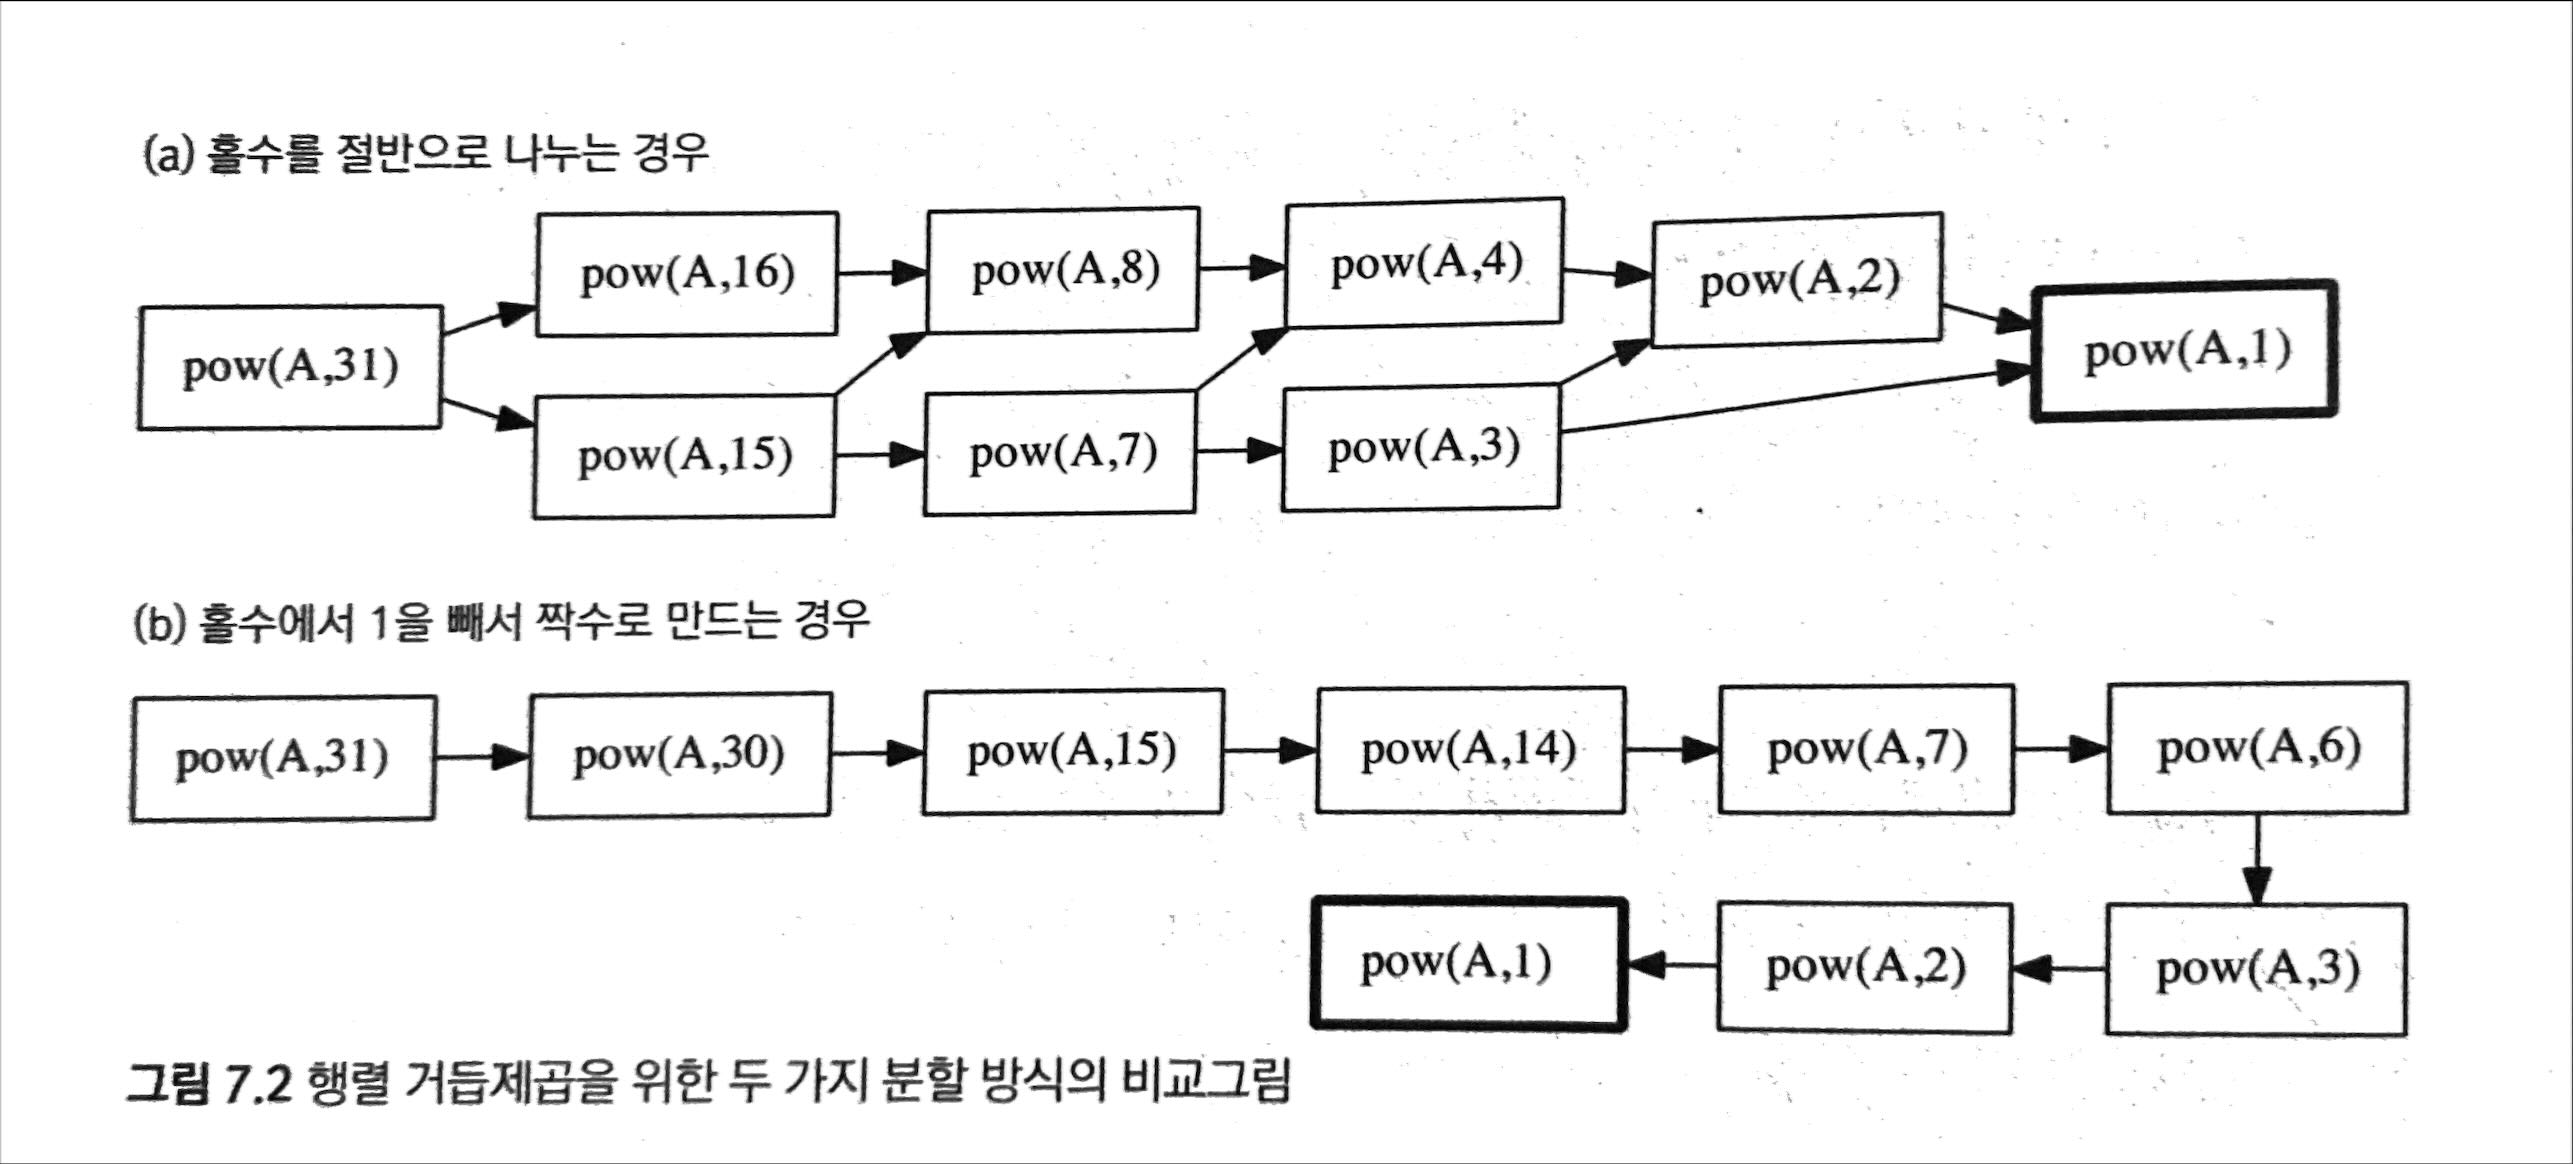 (a) 홀수를 절반으로 나누는 경우
pow(A,16) pow(A,8) pow(A,4) pow(A,2)
pow(A,31) pow(A,1)
pow(A,15) pow(A,7) pow(A,3)
(b) 홀수에서 1을 빼서 짝수로 만드는 경우
pow(A,31) pow(A,30) pow(A,15) pow(A,14) pow(A,7) pow(A,6)
pow(A,1) pow(A,2) pow(A,3)
그림 7.2 행렬 거듭제곱을 위한 두 가지 분할 방식의 비교그림